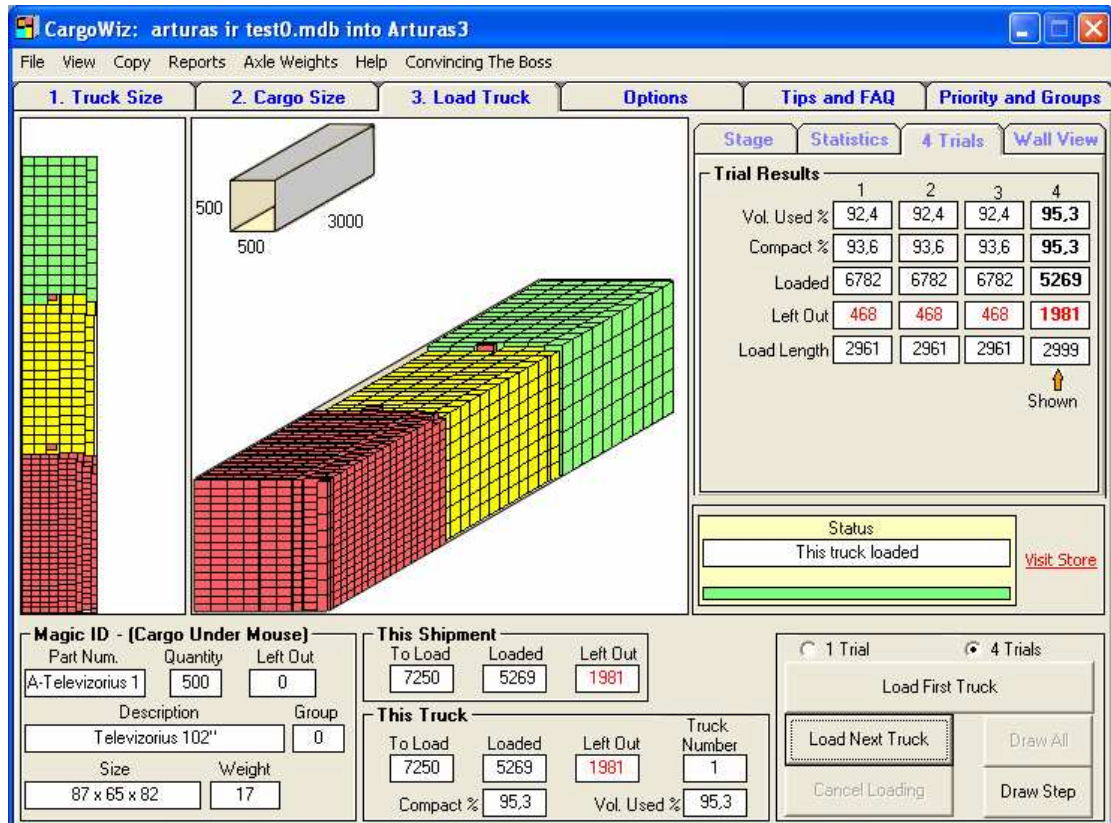 CargoWiz: arturas ir test0.mdb into Arturas3
File View Copy Reports Axle Weights Help Convincing The Boss
1. Truck Size 2. Cargo Size 3. Load Truck Options Tips and FAQ Priority and Groups
500
500
3000
Stage Statistics 4 Trials Wall View
Trial Results
1 2 3 4
Vol. Used % 92,4 92,4 92,4 95,3
Compact % 93,6 93,6 93,6 95,3
Loaded 6782 6782 6782 5269
Left Out 468 468 468 1981
Load Length 2961 2961 2961 2999
Shown
Status
This truck loaded
Visit Store
Magic ID - (Cargo Under Mouse)
Part Num. Quantity Left Out
A-Televizorius 1 500 0
Description Group
Televizorius 102" 0
Size Weight
87 x 65 x 82 17
This Shipment
To Load Loaded Left Out
7250 5269 1981
This Truck
To Load Loaded Left Out Truck Number
7250 5269 1981 1
Compact % 95,3 Vol. Used % 95,3
1 Trial 4 Trials
Load First Truck
Load Next Truck Draw All
Cancel Loading Draw Step